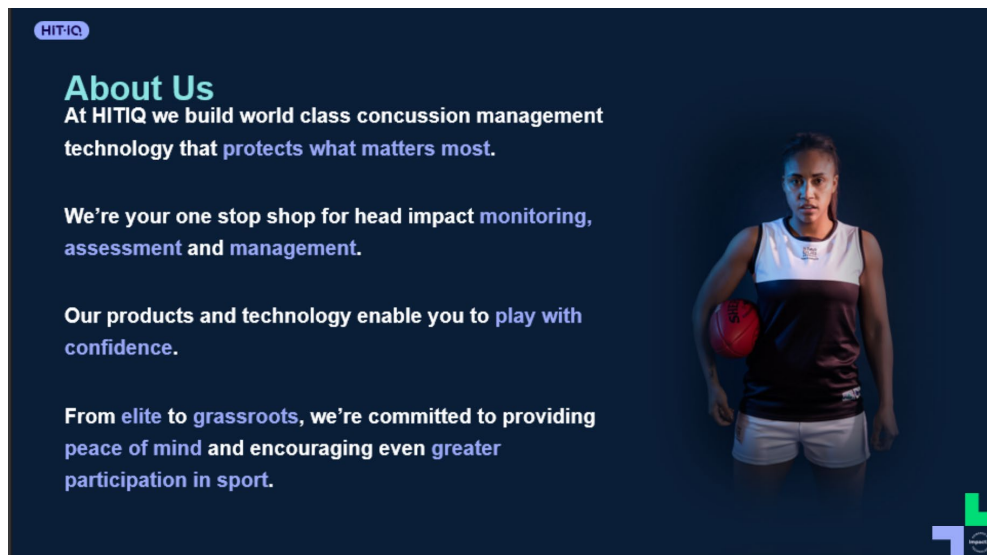 HIT·IQ
About Us
At HITIQ we build world class concussion management
technology that protects what matters most.
We’re your one stop shop for head impact monitoring,
assessment and management.
Our products and technology enable you to play with
confidence.
From elite to grassroots, we’re committed to providing
peace of mind and encouraging even greater
participation in sport.